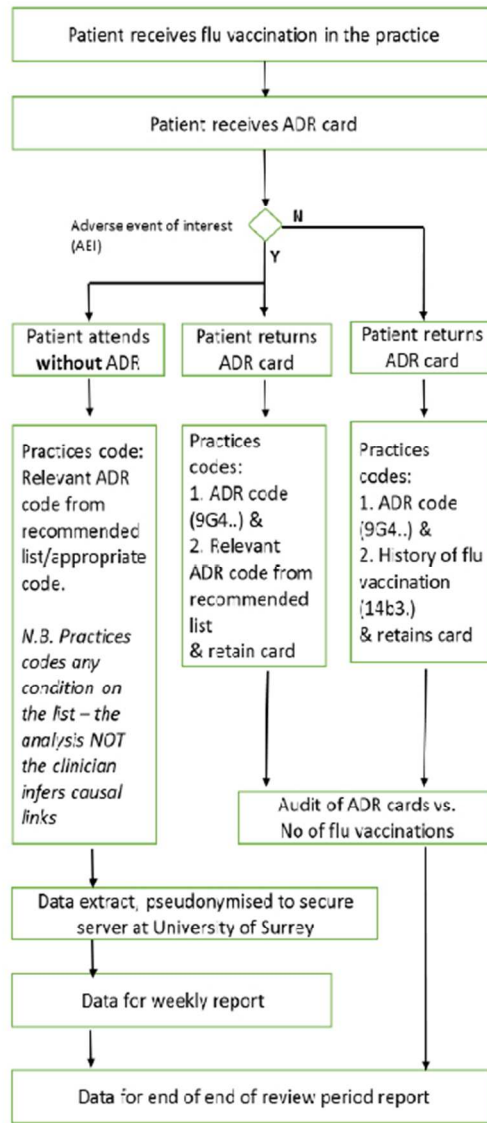 Patient receives flu vaccination in the practice
Patient receives ADR card
Adverse event of interest
(AEI)
N
Y
Patient attends
without ADR
Patient returns
ADR card
Patient returns
ADR card
Practices code:
Relevant ADR
code from
recommended
list/appropriate
code.
N.B. Practices
codes any
condition on
the list – the
analysis NOT
the clinician
infers causal
links
Practices
codes:
1. ADR code
(9G4..) &
2. Relevant
ADR code from
recommended
list
& retain card
Practices
codes:
1. ADR code
(9G4..) &
2. History of flu
vaccination
(14b3.)
& retains card
Audit of ADR cards vs.
No of flu vaccinations
Data extract, pseudonymised to secure
server at University of Surrey
Data for weekly report
Data for end of end of review period report